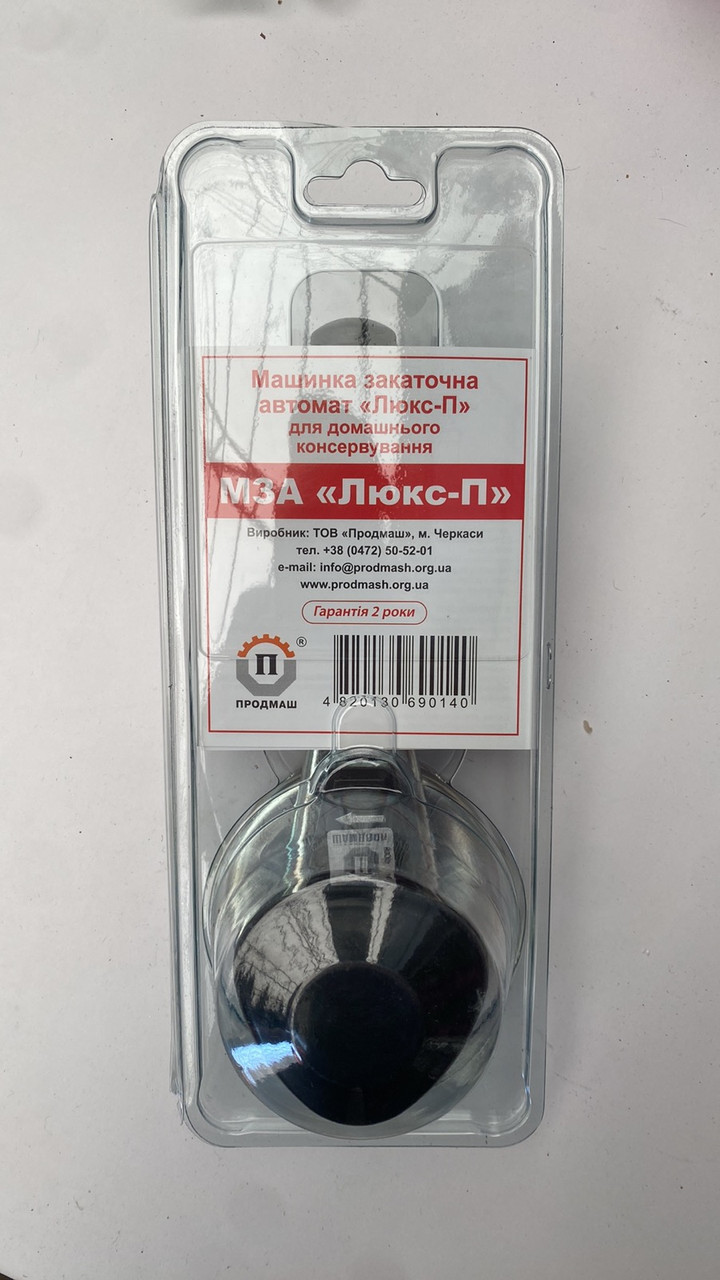 Машинка закаточна
автомат «Люкс-П»
для домашнього
консервування
МЗА «Люкс-П»
Виробник: ТОВ «Продмаш», м. Черкаси
тел. +38 (0472) 50-52-01
e-mail: info@prodmash.org.ua
www.prodmash.org.ua
Гарантія 2 роки
®
П
ПРОДМАШ
4 820130 690140